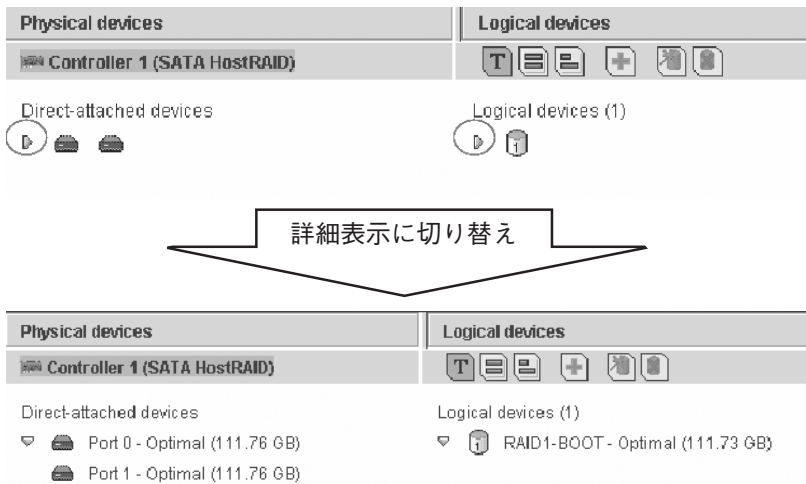 Physical devices
Logical devices
Controller 1 (SATA HostRAID)
T
Direct-attached devices
Logical devices (1)
1
詳細表示に切り替え
Physical devices
Logical devices
Controller 1 (SATA HostRAID)
T
Direct-attached devices
Logical devices (1)
Port 0 - Optimal (111.76 GB)
1 RAID1-BOOT - Optimal (111.73 GB)
Port 1 - Optimal (111.76 GB)